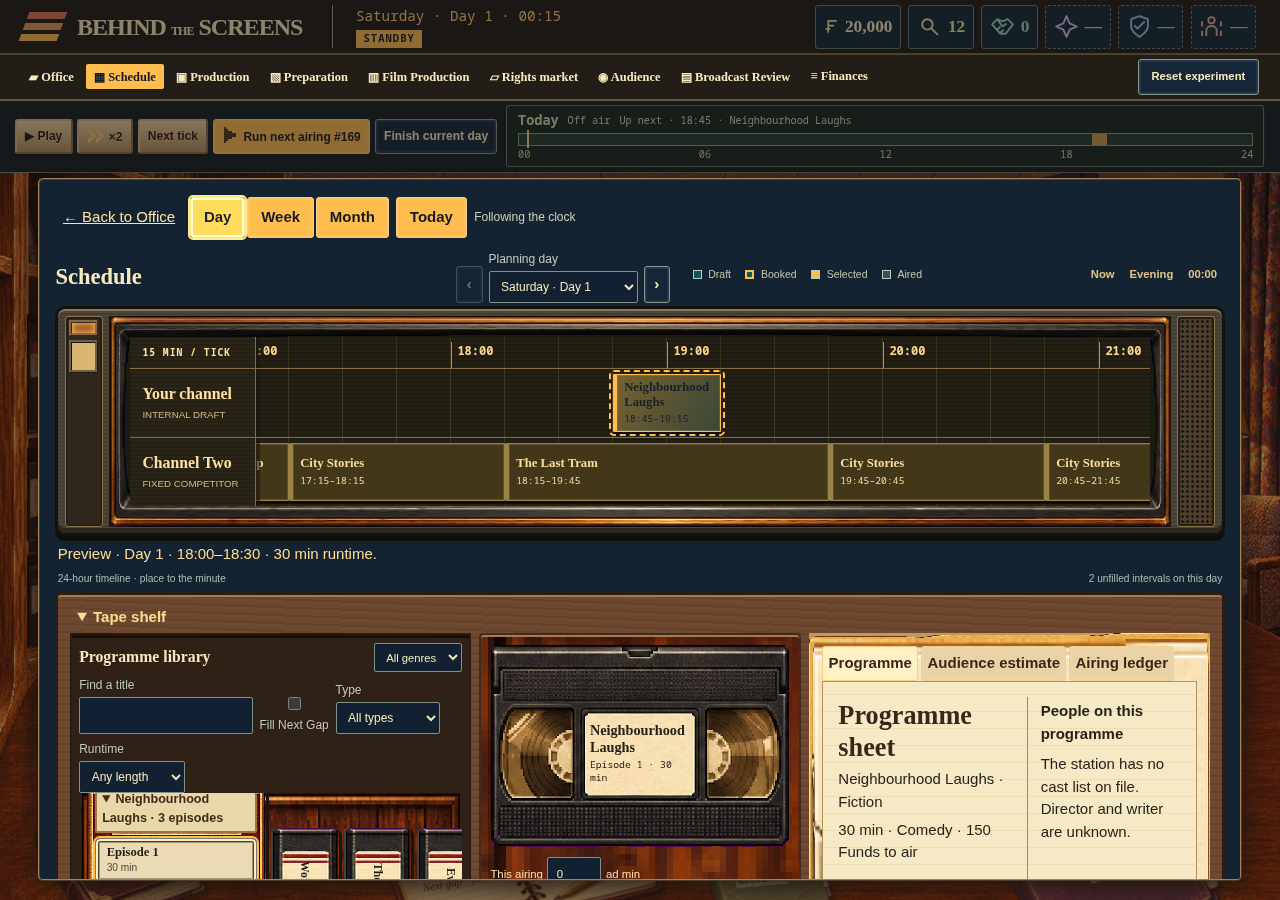 BEHIND THE SCREENS
Saturday · Day 1 · 00:15
STANDBY
20,000
12
0
—
—
—
Office
Schedule
Production
Preparation
Film Production
Rights market
Audience
Broadcast Review
Finances
Reset experiment
Play
×2
Next tick
Run next airing #169
Finish current day
Today Off air Up next · 18:45 · Neighbourhood Laughs
00 06 12 18 24
← Back to Office
Day
Week
Month
Today
Following the clock
Schedule
Planning day
‹
Saturday · Day 1
›
Draft
Booked
Selected
Aired
Now Evening 00:00
15 MIN / TICK
:00
18:00
19:00
20:00
21:00
Your channel
INTERNAL DRAFT
Neighbourhood
Laughs
18:45–19:15
Channel Two
FIXED COMPETITOR
City Stories
17:15–18:15
The Last Tram
18:15–19:45
City Stories
19:45–20:45
City Stories
20:45–21:45
Preview · Day 1 · 18:00–18:30 · 30 min runtime.
24-hour timeline · place to the minute
2 unfilled intervals on this day
▼ Tape shelf
Programme library
All genres
Find a title
Fill Next Gap
Type
All types
Runtime
Any length
▼ Neighbourhood
Laughs · 3 episodes
Episode 1
30 min
Wo
The
Neighbourhood
Laughs
Episode 1 · 30
min
This airing
0
ad min
Programme
Audience estimate
Airing ledger
Programme
sheet
Neighbourhood Laughs ·
Fiction
30 min · Comedy · 150
Funds to air
People on this
programme
The station has no
cast list on file.
Director and writer
are unknown.